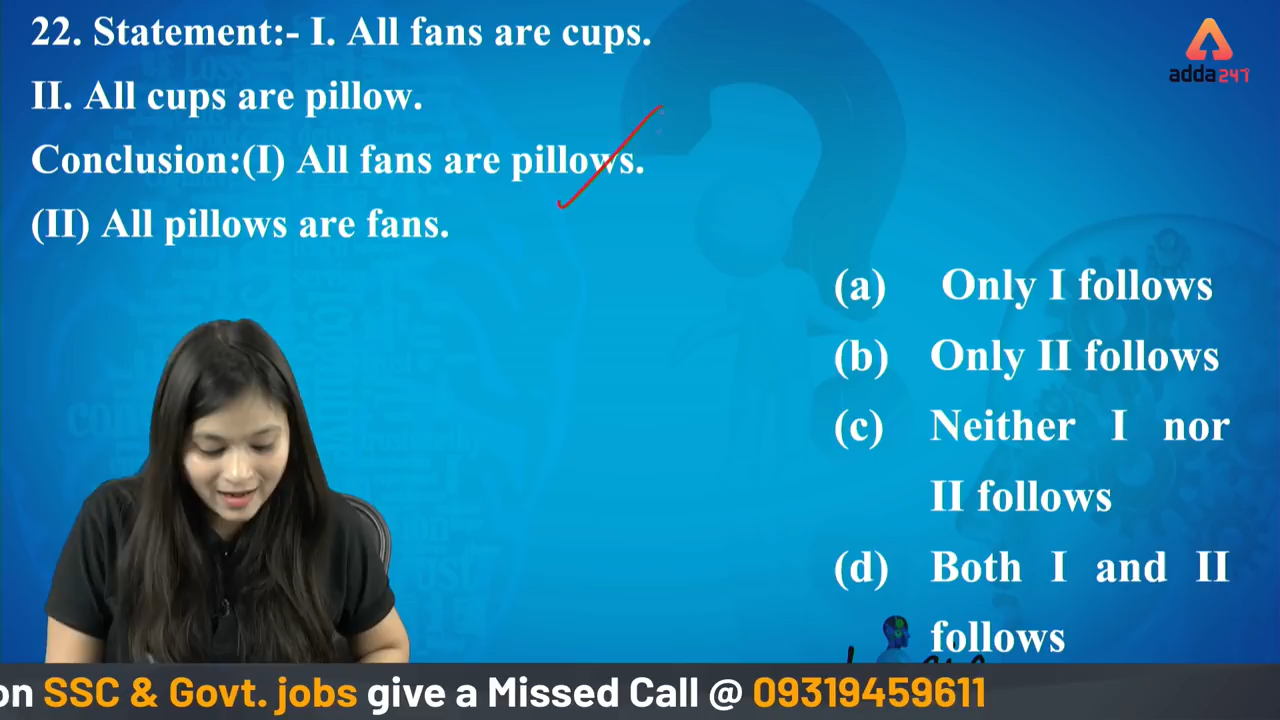 22. Statement:- I. All fans are cups.
II. All cups are pillow.
Conclusion:(I) All fans are pillows.
(II) All pillows are fans.
adda247
(a) Only I follows
(b) Only II follows
(c) Neither I nor
II follows
(d) Both I and II
follows
on SSC & Govt. jobs give a Missed Call @ 09319459611